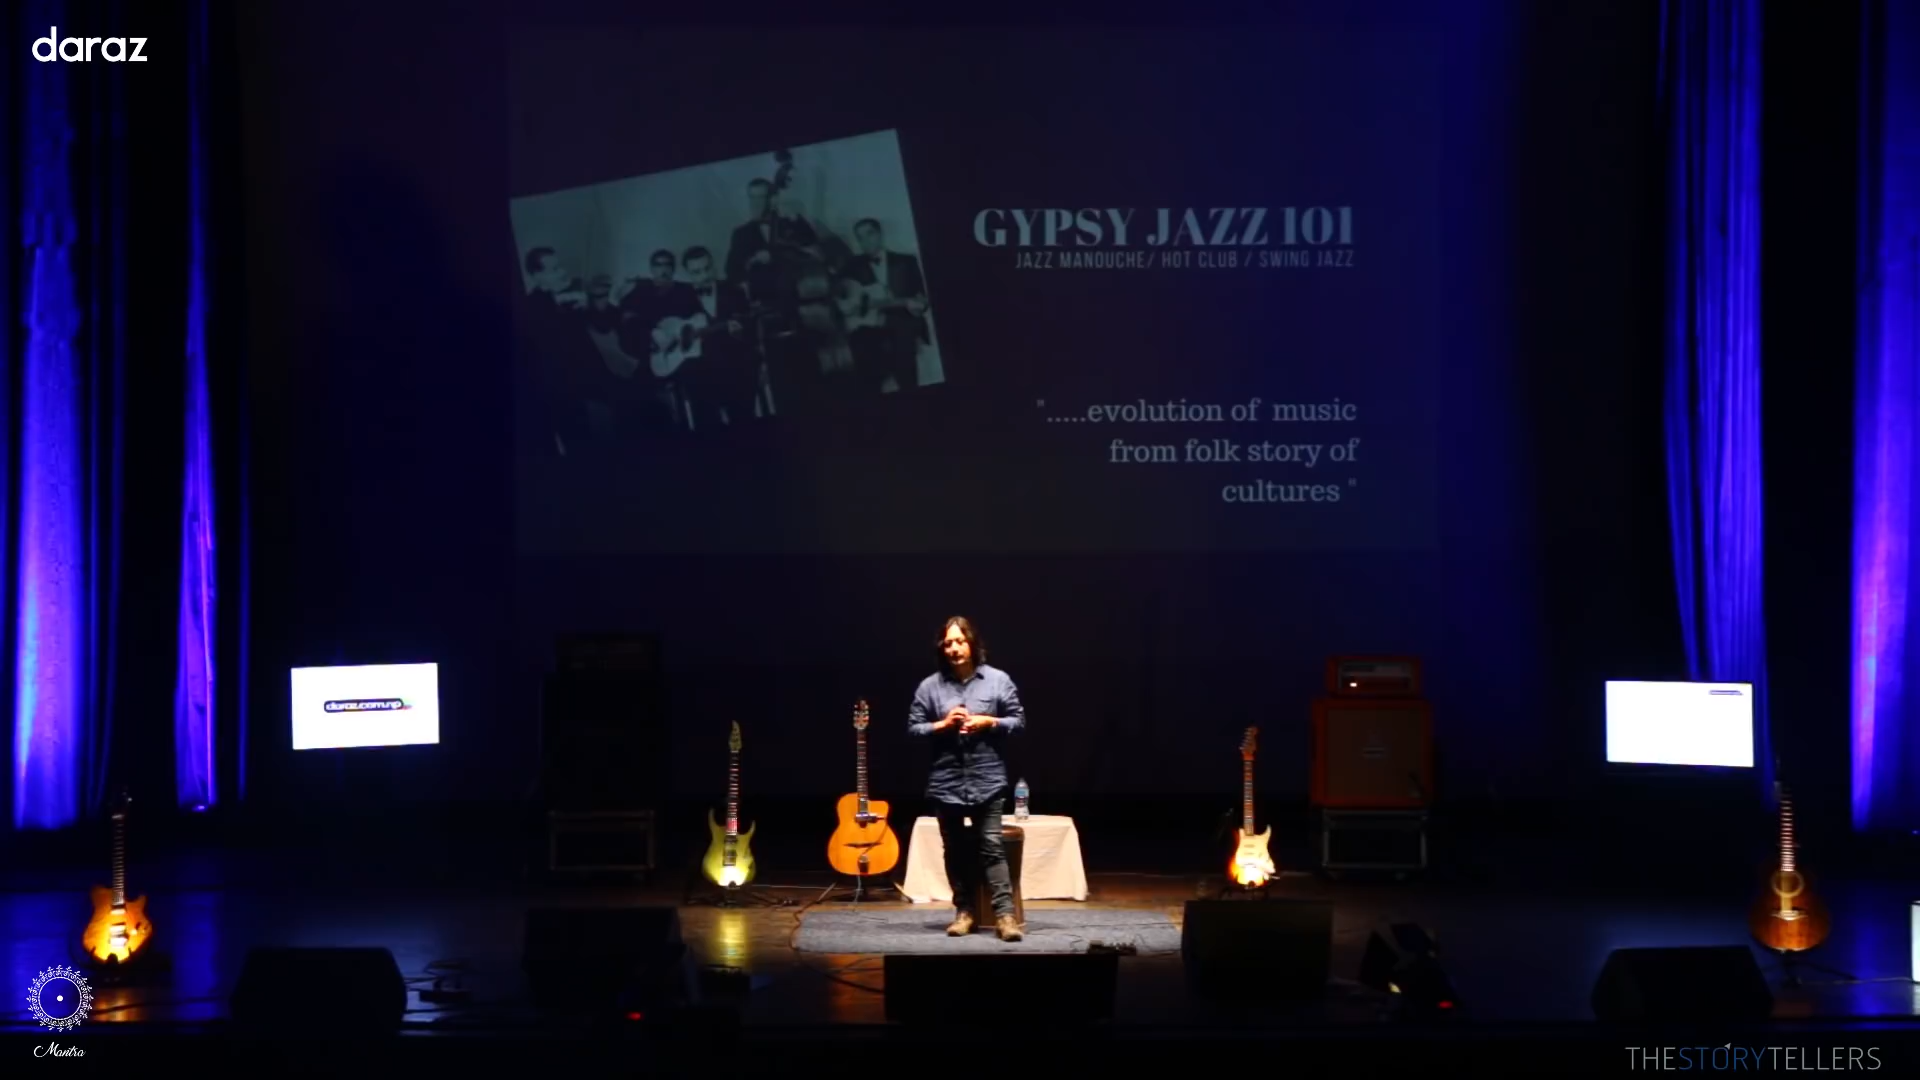 daraz
GYPSY JAZZ 101
JAZZ MANOUCHE/ HOT CLUB / SWING JAZZ
".....evolution of music
from folk story of
cultures "
daraz.com.np
Mantra
THESTORYTELLERS